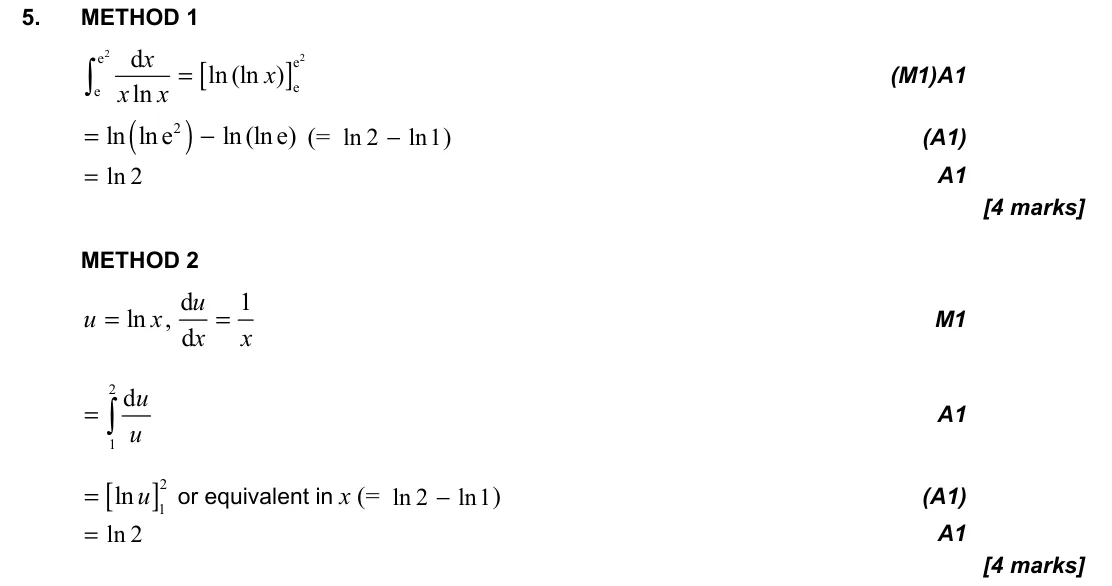 5. METHOD 1
∫_e^{e²} dx / (x ln x) = [ln (ln x)]_e^{e²} (M1)A1
= ln(ln e²) − ln (ln e) (= ln 2 − ln 1) (A1)
= ln 2 A1
[4 marks]
METHOD 2
u = ln x, du/dx = 1/x M1
= ∫_1^2 du/u A1
= [ln u]_1^2 or equivalent in x (= ln 2 − ln 1) (A1)
= ln 2 A1
[4 marks]